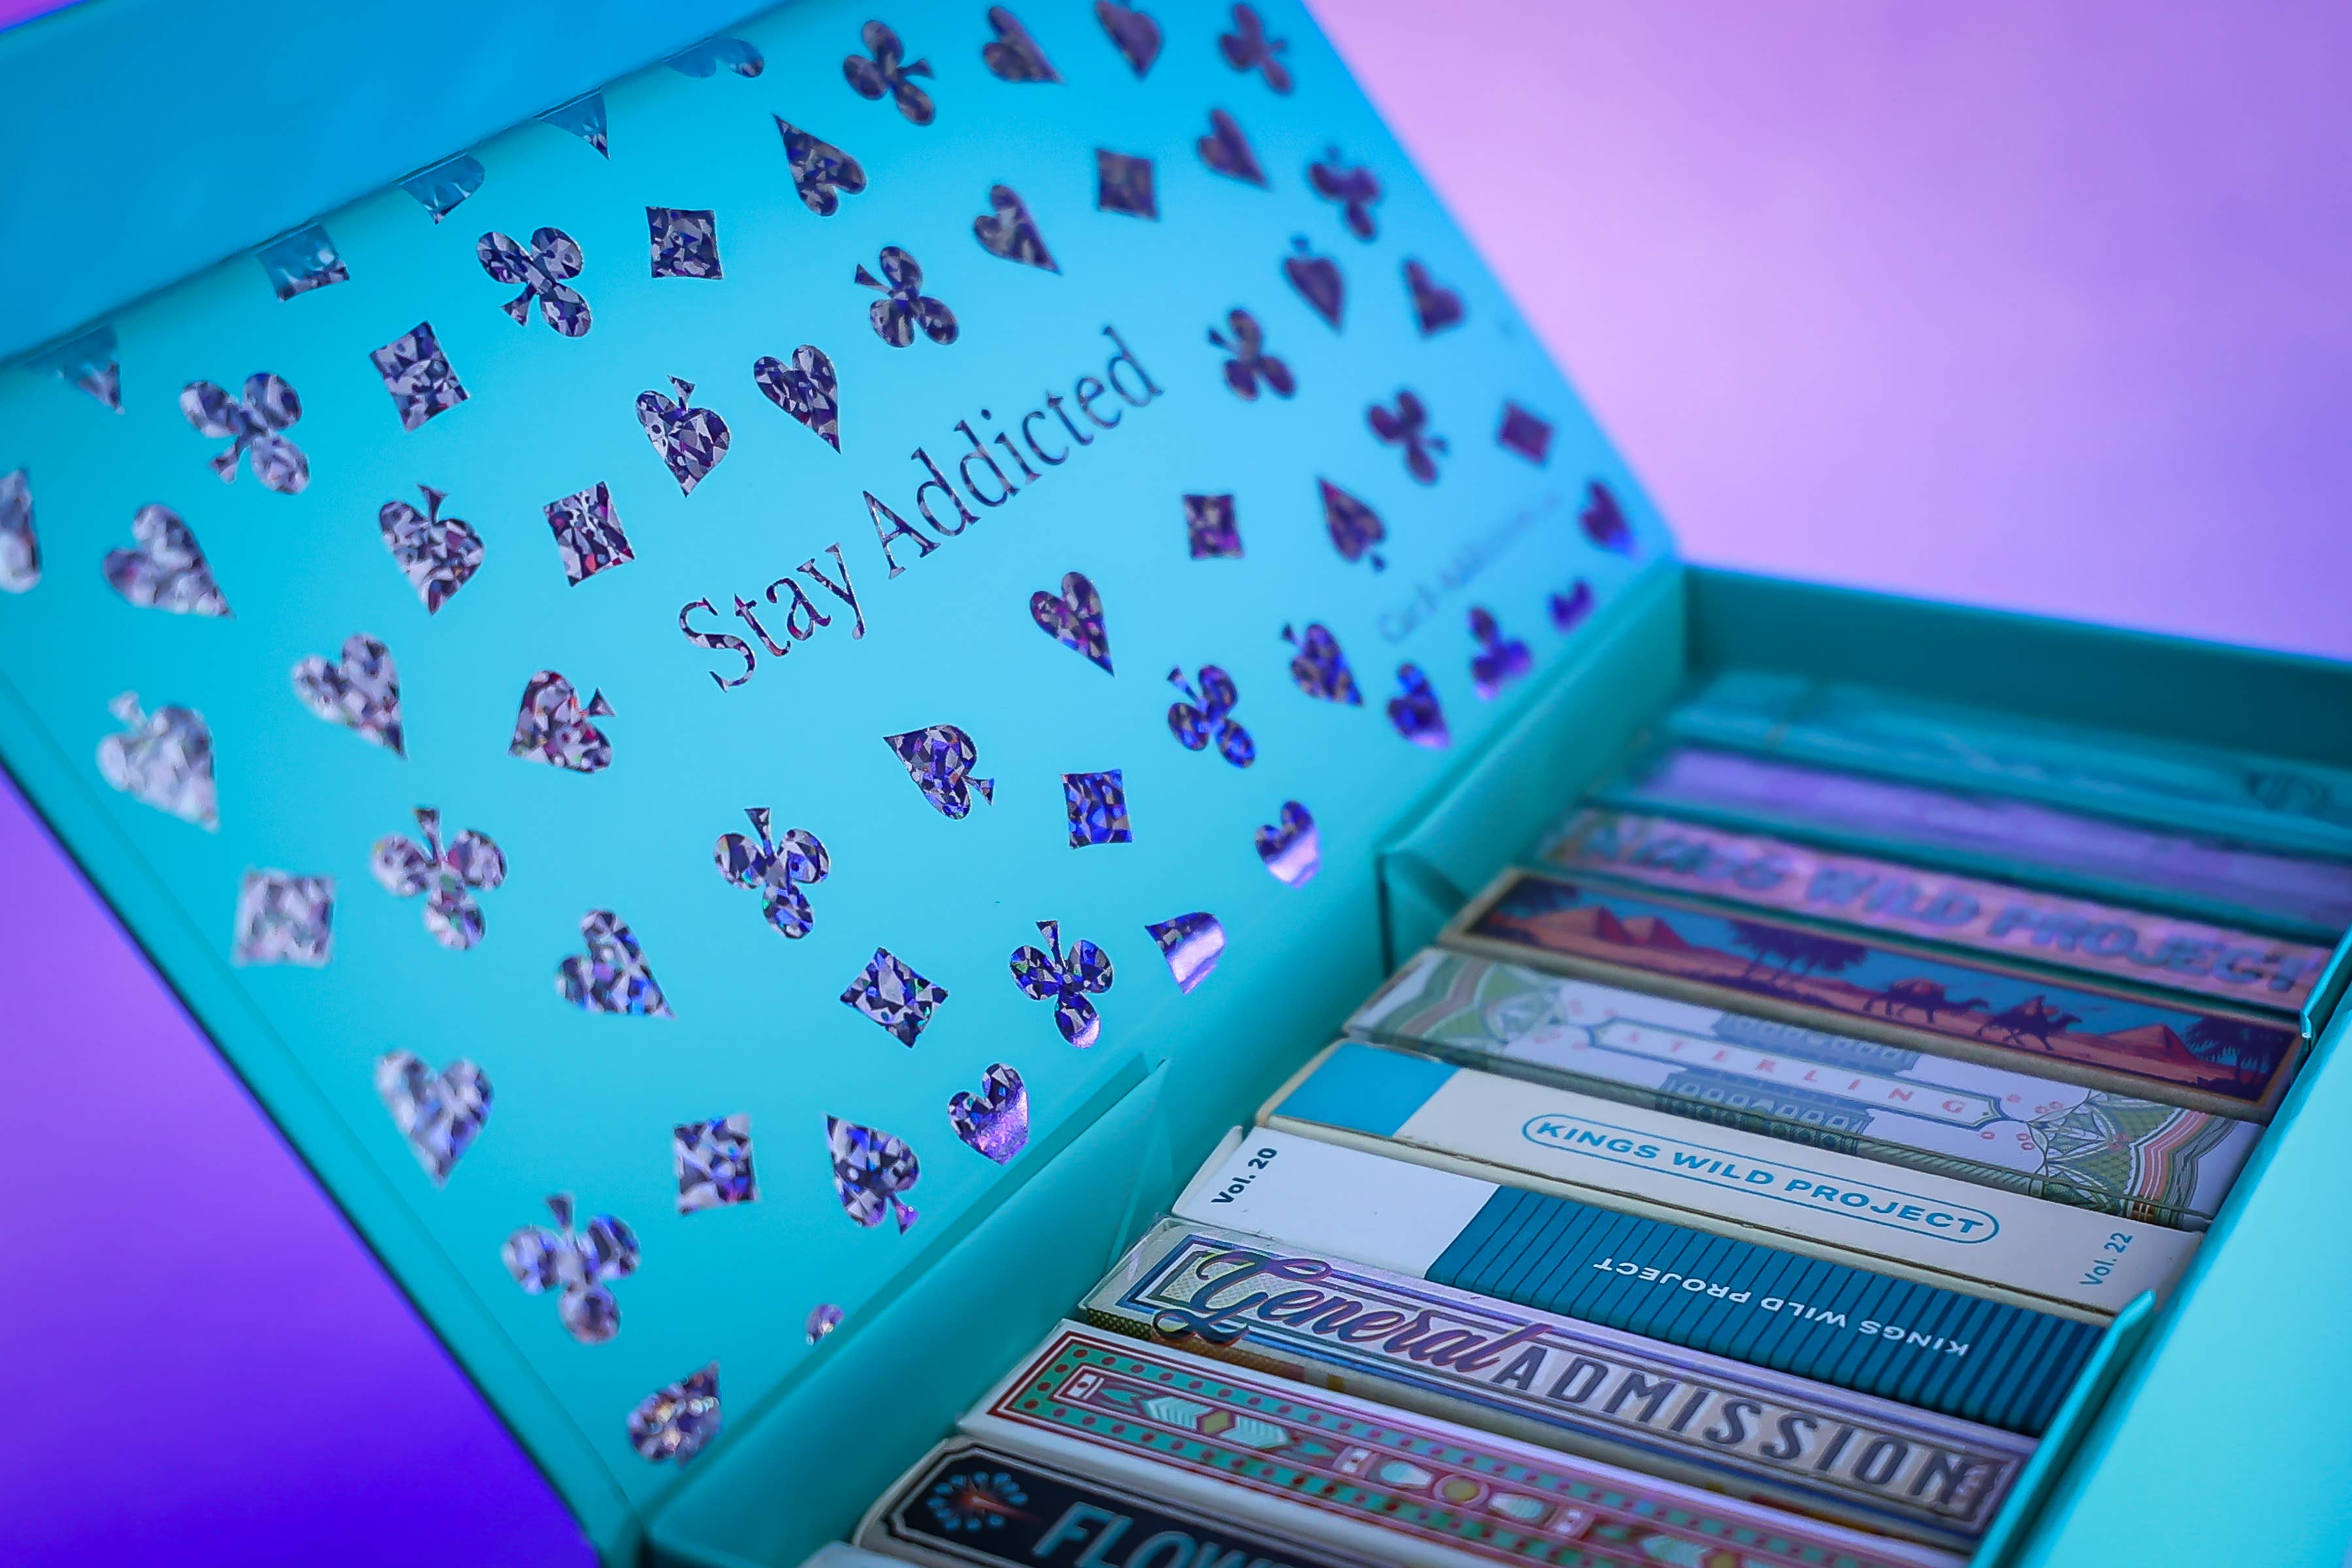 Stay Addicted
KINGS WILD PROJECT
STERLING
KINGS WILD PROJECT
Vol. 22
Vol. 20
KINGS WILD PROJECT
General ADMISSION